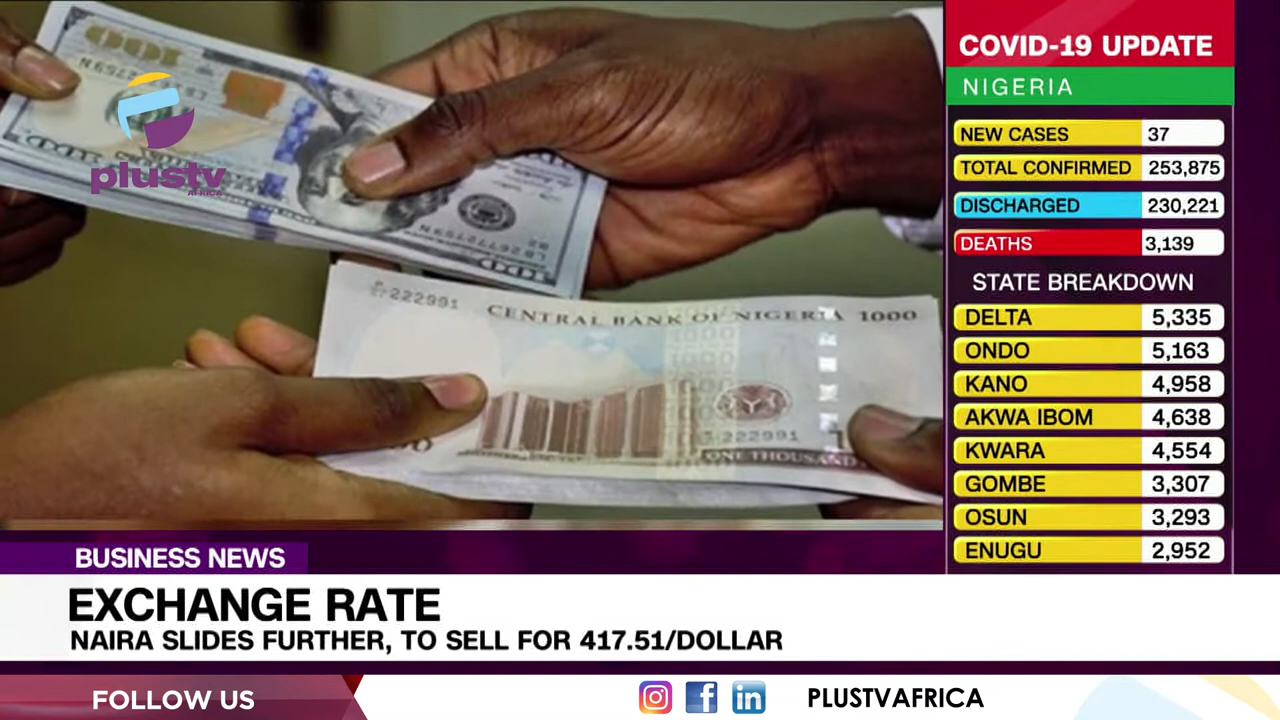 plustv
AFRICA
100
222991
CENTRAL BANK OF NIGERIA 1000
222991
ONE THOUSAND
COVID-19 UPDATE
NIGERIA
NEW CASES 37
TOTAL CONFIRMED 253,875
DISCHARGED 230,221
DEATHS 3,139
STATE BREAKDOWN
DELTA 5,335
ONDO 5,163
KANO 4,958
AKWA IBOM 4,638
KWARA 4,554
GOMBE 3,307
OSUN 3,293
ENUGU 2,952
BUSINESS NEWS
EXCHANGE RATE
NAIRA SLIDES FURTHER, TO SELL FOR 417.51/DOLLAR
FOLLOW US
PLUSTVAFRICA